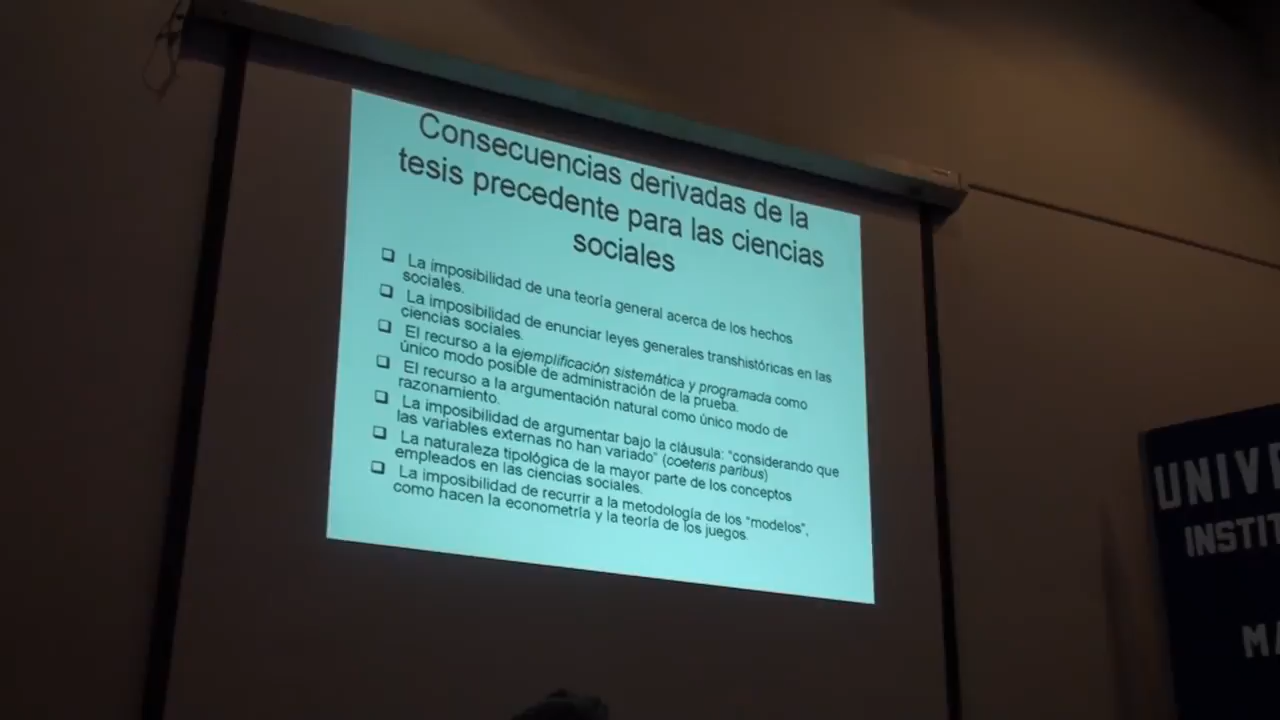 Consecuencias derivadas de la
tesis precedente para las ciencias
sociales
La imposibilidad de una teoría general acerca de los hechos
sociales.
La imposibilidad de enunciar leyes generales transhistóricas en las
ciencias sociales.
El recurso a la ejemplificación sistemática y programada como
único modo posible de administración de la prueba.
El recurso a la argumentación natural como único modo de
razonamiento.
La imposibilidad de argumentar bajo la cláusula: "considerando que
las variables externas no han variado" (coeteris paribus)
La naturaleza tipológica de la mayor parte de los conceptos
empleados en las ciencias sociales.
La imposibilidad de recurrir a la metodología de los "modelos",
como hacen la econometría y la teoría de los juegos.
UNIVE
INSTIT
MA